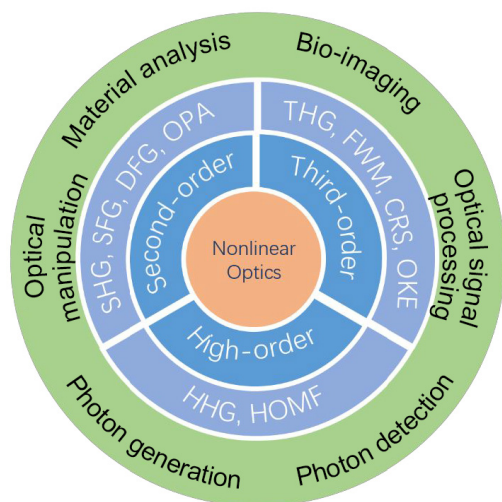 Material analysis
Bio-imaging
Optical manipulation
Optical signal processing
Photon generation
Photon detection
SHG, SFG, DFG, OPA
THG, FWM, CRS, OKE
HHG, HOMF
Second-order
Third-order
High-order
Nonlinear
Optics